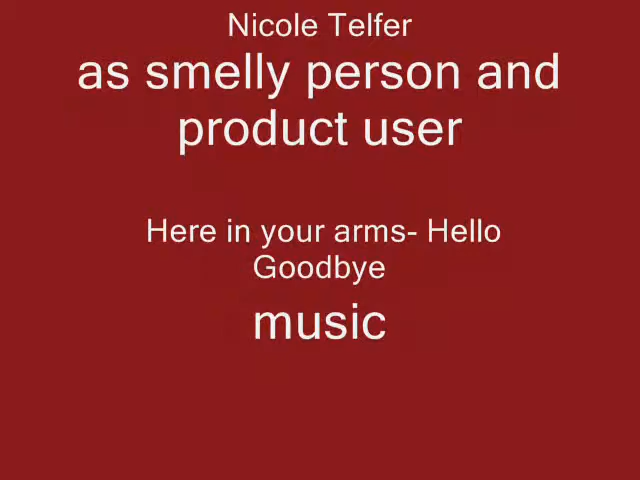 Nicole Telfer
as smelly person and
product user
Here in your arms- Hello
Goodbye
music